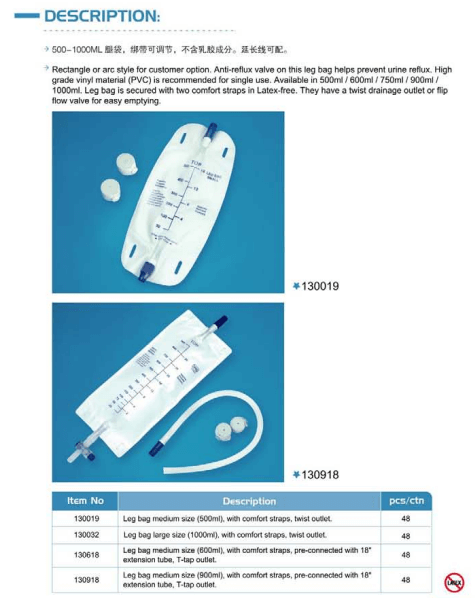 DESCRIPTION:
500-1000ML 腿袋，绑带可调节，不含乳胶成分。延长线可配。
Rectangle or arc style for customer option. Anti-reflux valve on this leg bag helps prevent urine reflux. High
grade vinyl material (PVC) is recommended for single use. Available in 500ml / 600ml / 750ml / 900ml /
1000ml. Leg bag is secured with two comfort straps in Latex-free. They have a twist drainage outlet or flip
flow valve for easy emptying.
130019
130918
Item No Description pcs/ctn
130019 Leg bag medium size (500ml), with comfort straps, twist outlet. 48
130032 Leg bag large size (1000ml), with comfort straps, twist outlet. 48
130618 Leg bag medium size (600ml), with comfort straps, pre-connected with 18"
extension tube, T-tap outlet. 48
130918 Leg bag medium size (900ml), with comfort straps, pre-connected with 18"
extension tube, T-tap outlet. 48
LATEX